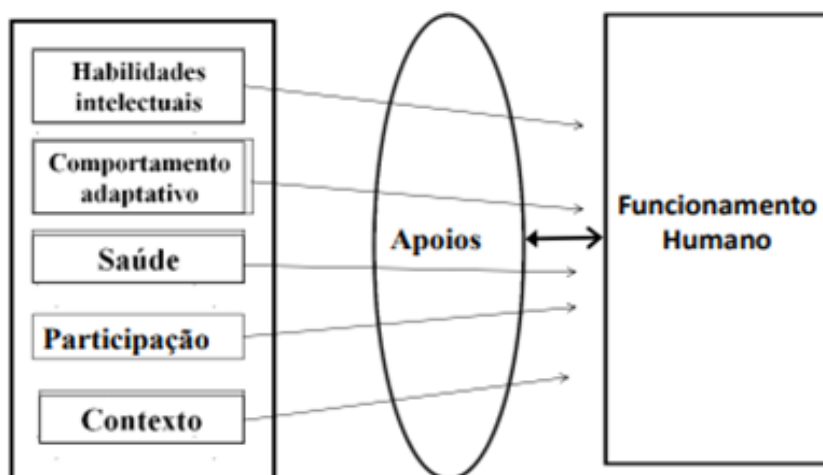 Habilidades
intelectuais
Comportamento
adaptativo
Saúde
Participação
Contexto
Apoios
Funcionamento
Humano